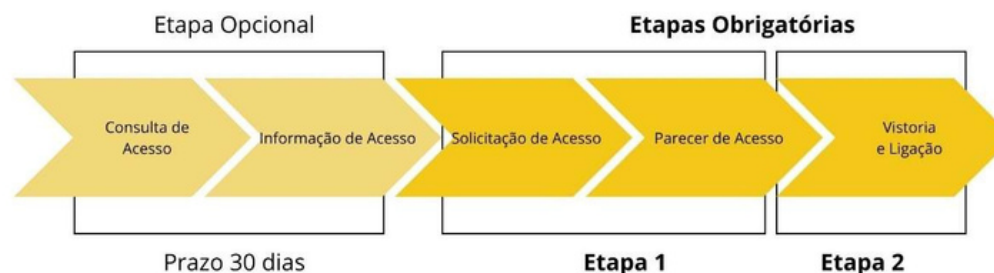 Etapa Opcional
Etapas Obrigatórias
Consulta de
Acesso
Informação de Acesso
Solicitação de Acesso
Parecer de Acesso
Vistoria
e Ligação
Prazo 30 dias
Etapa 1
Etapa 2